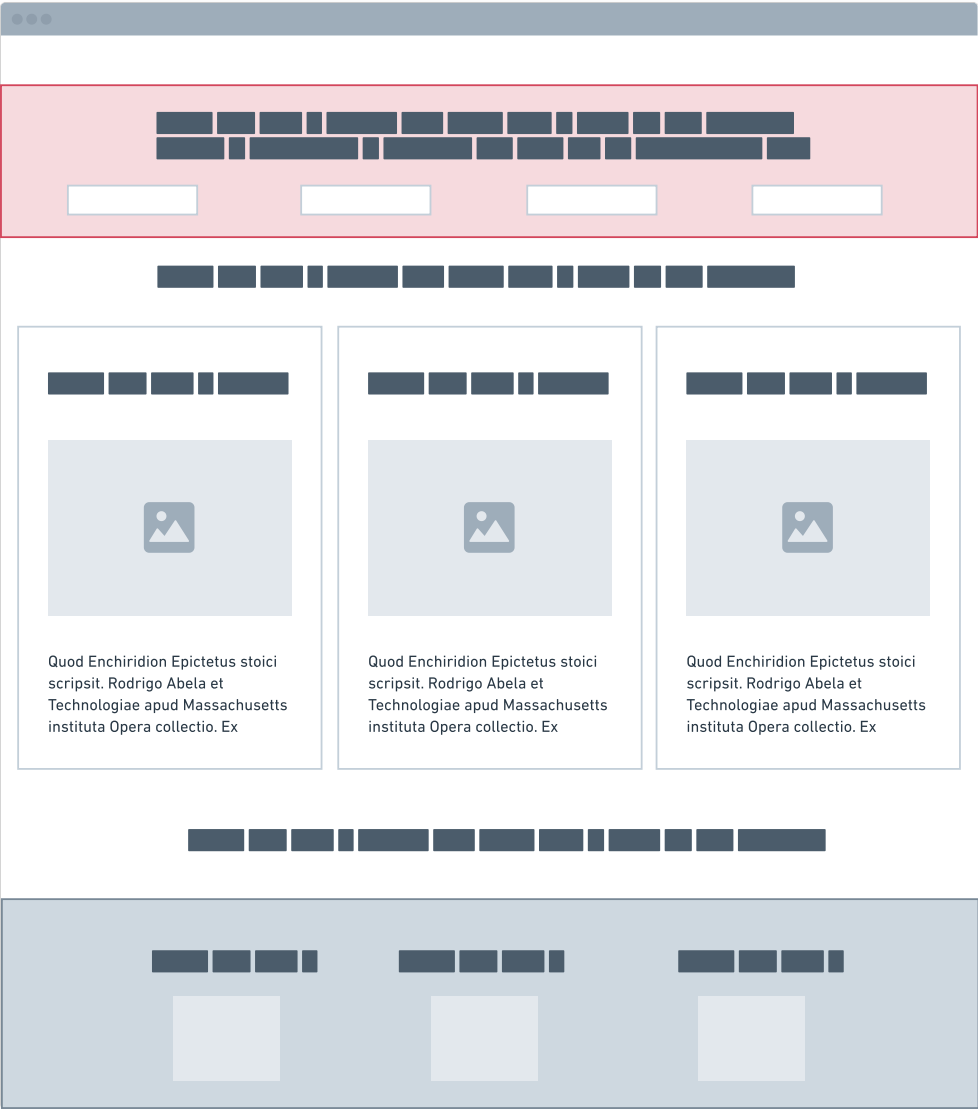 Quod Enchiridion Epictetus stoici
scripsit. Rodrigo Abela et
Technologiae apud Massachusetts
instituta Opera collectio. Ex
Quod Enchiridion Epictetus stoici
scripsit. Rodrigo Abela et
Technologiae apud Massachusetts
instituta Opera collectio. Ex
Quod Enchiridion Epictetus stoici
scripsit. Rodrigo Abela et
Technologiae apud Massachusetts
instituta Opera collectio. Ex